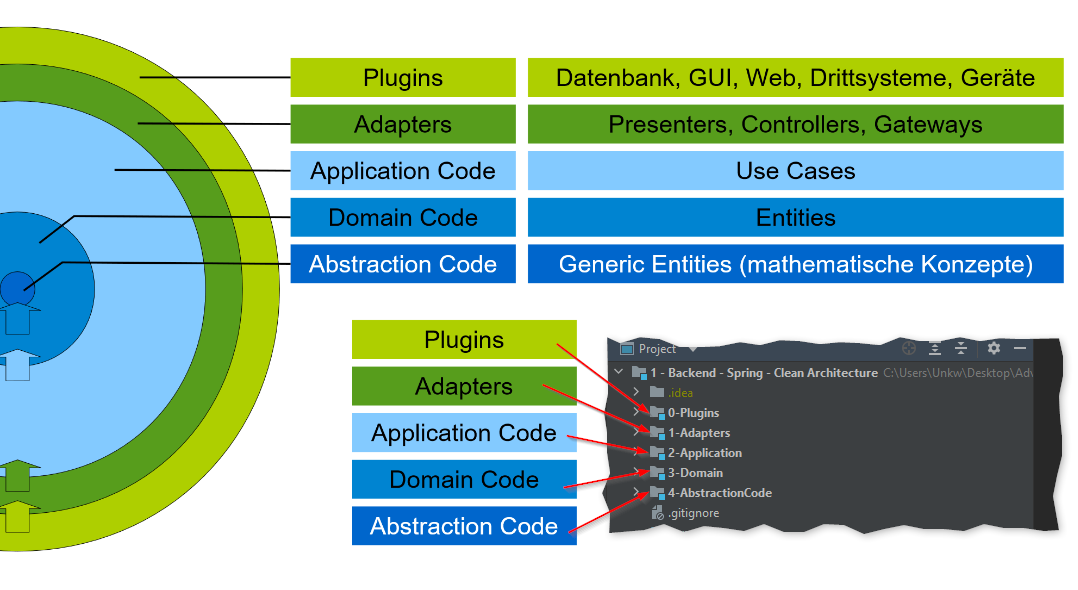 Plugins Datenbank, GUI, Web, Drittsysteme, Geräte
Adapters Presenters, Controllers, Gateways
Application Code Use Cases
Domain Code Entities
Abstraction Code Generic Entities (mathematische Konzepte)
Plugins
Adapters
Application Code
Domain Code
Abstraction Code
Project
1 - Backend - Spring - Clean Architecture C:\Users\Unkw\Desktop\Adv
.idea
0-Plugins
1-Adapters
2-Application
3-Domain
4-AbstractionCode
.gitignore